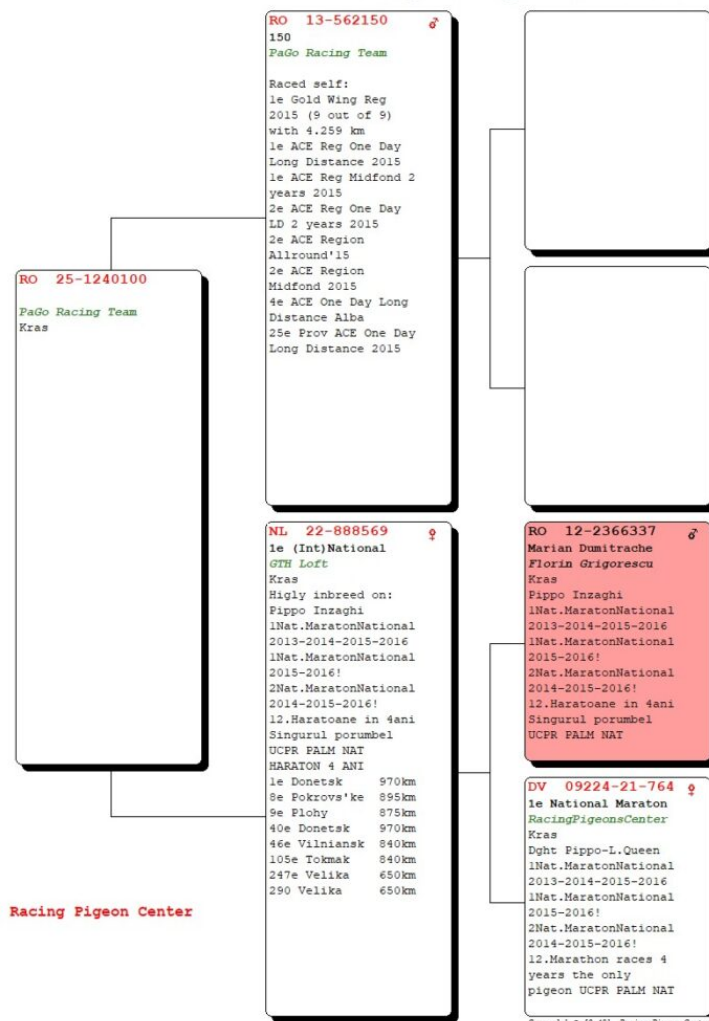 RO 13-562150 ♂
150
PaGo Racing Team
Raced self:
1e Gold Wing Reg
2015 (9 out of 9)
with 4.259 km
1e ACE Reg One Day
Long Distance 2015
1e ACE Reg Midfond 2
years 2015
2e ACE Reg One Day
LD 2 years 2015
2e ACE Region
Allround'15
2e ACE Region
Midfond 2015
4e ACE One Day Long
Distance Alba
25e Prov ACE One Day
Long Distance 2015
RO 25-1240100
PaGo Racing Team
Kras
NL 22-888569 ♀
1e (Int)National
GTH Loft
Kras
Higly inbreed on:
Pippo Inzaghi
1Nat.MaratonNational
2013-2014-2015-2016
1Nat.MaratonNational
2015-2016!
2Nat.MaratonNational
2014-2015-2016!
12.Haratoane in 4ani
Singurul porumbel
UCPR PALM NAT
HARATON 4 ANI
1e Donetsk 970km
8e Pokrovs'ke 895km
9e Plohy 875km
40e Donetsk 970km
46e Vilniansk 840km
105e Tokmak 840km
247e Velika 650km
290 Velika 650km
RO 12-2366337 ♂
Marian Dumitrache
Florin Grigorescu
Kras
Pippo Inzaghi
1Nat.MaratonNational
2013-2014-2015-2016
1Nat.MaratonNational
2015-2016!
2Nat.MaratonNational
2014-2015-2016!
12.Haratoane in 4ani
Singurul porumbel
UCPR PALM NAT
DV 09224-21-764 ♀
1e National Maraton
RacingPigeonsCenter
Kras
Dght Pippo-L.Queen
1Nat.MaratonNational
2013-2014-2015-2016
1Nat.MaratonNational
2015-2016!
2Nat.MaratonNational
2014-2015-2016!
12.Marathon races 4
years the only
pigeon UCPR PALM NAT
Racing Pigeon Center